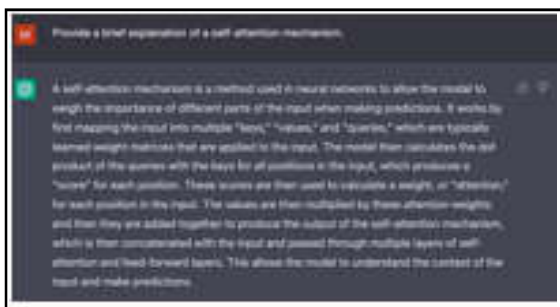 Provide a brief explanation of a self-attention mechanism.
A self-attention mechanism is a method used in neural networks to allow the model to
weigh the importance of different parts of the input when making predictions. It works by
first mapping the input into multiple "keys," "values," and "queries," which are typically
learned weight matrices that are applied to the input. The model then calculates the dot
product of the queries with the keys for all positions in the input, which produces a
"score" for each position. These scores are then used to calculate a weight, or "attention,"
for each position in the input. The values are then multiplied by these attention weights
and then they are added together to produce the output of the self-attention mechanism,
which is then concatenated with the input and passed through multiple layers of self-
attention and feed-forward layers. This allows the model to understand the context of the
input and make predictions.